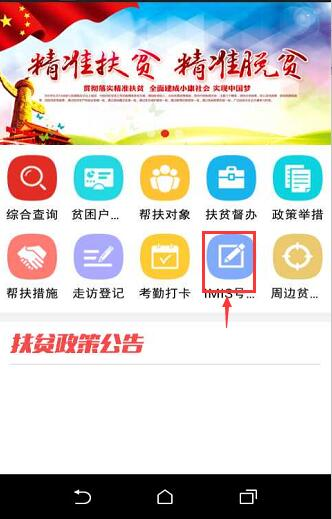 精准扶贫 精准脱贫
贯彻落实精准扶贫 全面建成小康社会 实现中国梦
综合查询 贫困户... 帮扶对象 扶贫督办 政策举措
帮扶措施 走访登记 考勤打卡 IMIS号... 周边贫...
扶贫政策公告